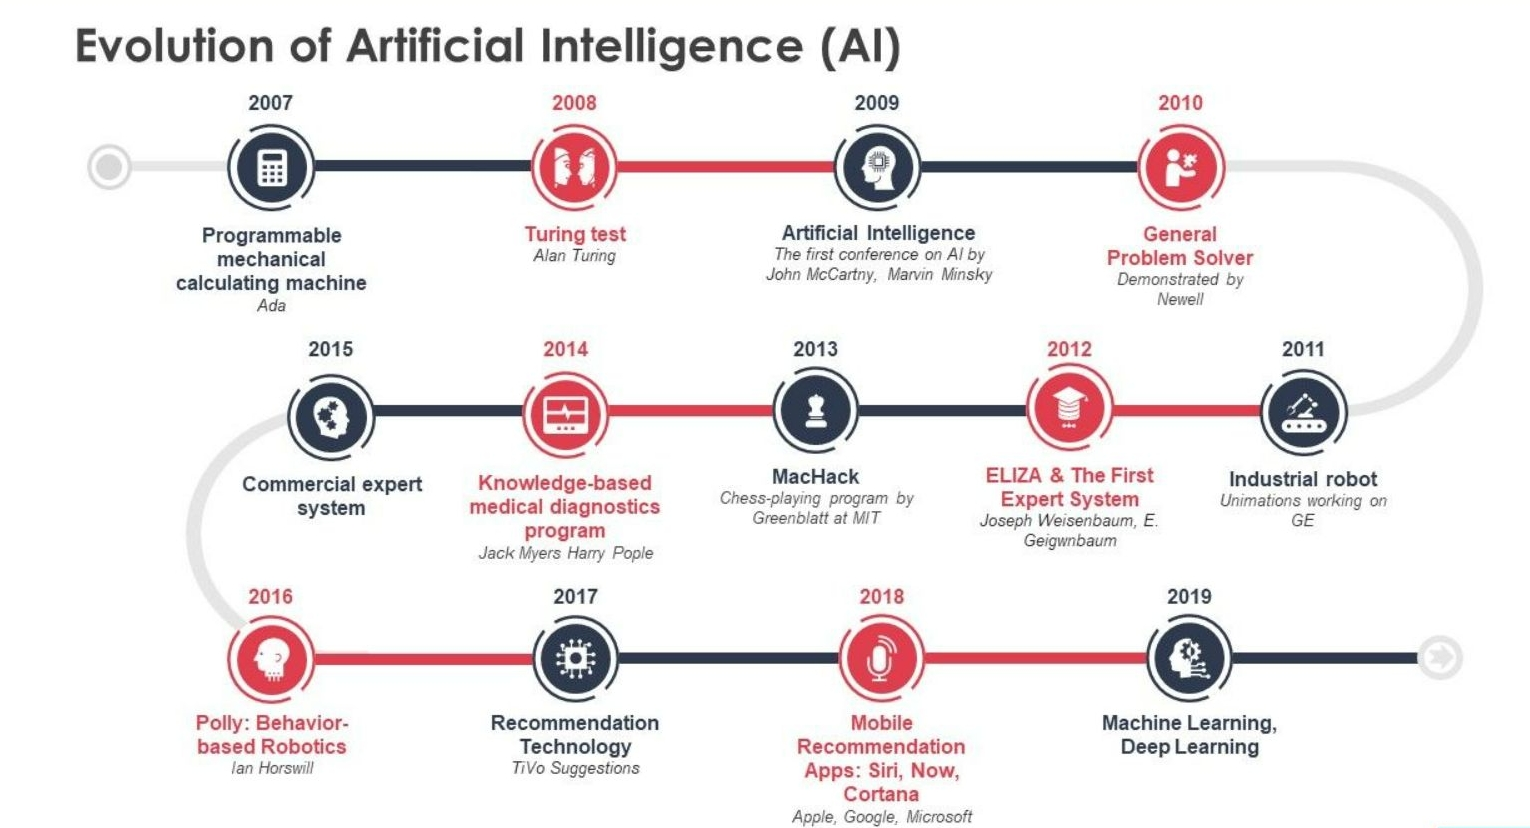 Evolution of Artificial Intelligence (AI)
2007
Programmable
mechanical
calculating machine
Ada
2008
Turing test
Alan Turing
2009
Artificial Intelligence
The first conference on AI by
John McCartny, Marvin Minsky
2010
General
Problem Solver
Demonstrated by
Newell
2011
Industrial robot
Unimations working on
GE
2012
ELIZA & The First
Expert System
Joseph Weisenbaum, E.
Geigwnbaum
2013
MacHack
Chess-playing program by
Greenblatt at MIT
2014
Knowledge-based
medical diagnostics
program
Jack Myers Harry Pople
2015
Commercial expert
system
2016
Polly: Behavior-
based Robotics
Ian Horswill
2017
Recommendation
Technology
TiVo Suggestions
2018
Mobile
Recommendation
Apps: Siri, Now,
Cortana
Apple, Google, Microsoft
2019
Machine Learning,
Deep Learning